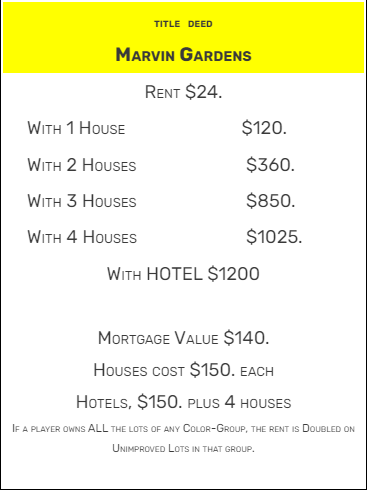 TITLE DEED
MARVIN GARDENS
RENT $24.
WITH 1 HOUSE $120.
WITH 2 HOUSES $360.
WITH 3 HOUSES $850.
WITH 4 HOUSES $1025.
WITH HOTEL $1200
MORTGAGE VALUE $140.
HOUSES COST $150. EACH
HOTELS, $150. PLUS 4 HOUSES
IF A PLAYER OWNS ALL THE LOTS OF ANY COLOR-GROUP, THE RENT IS DOUBLED ON
UNIMPROVED LOTS IN THAT GROUP.